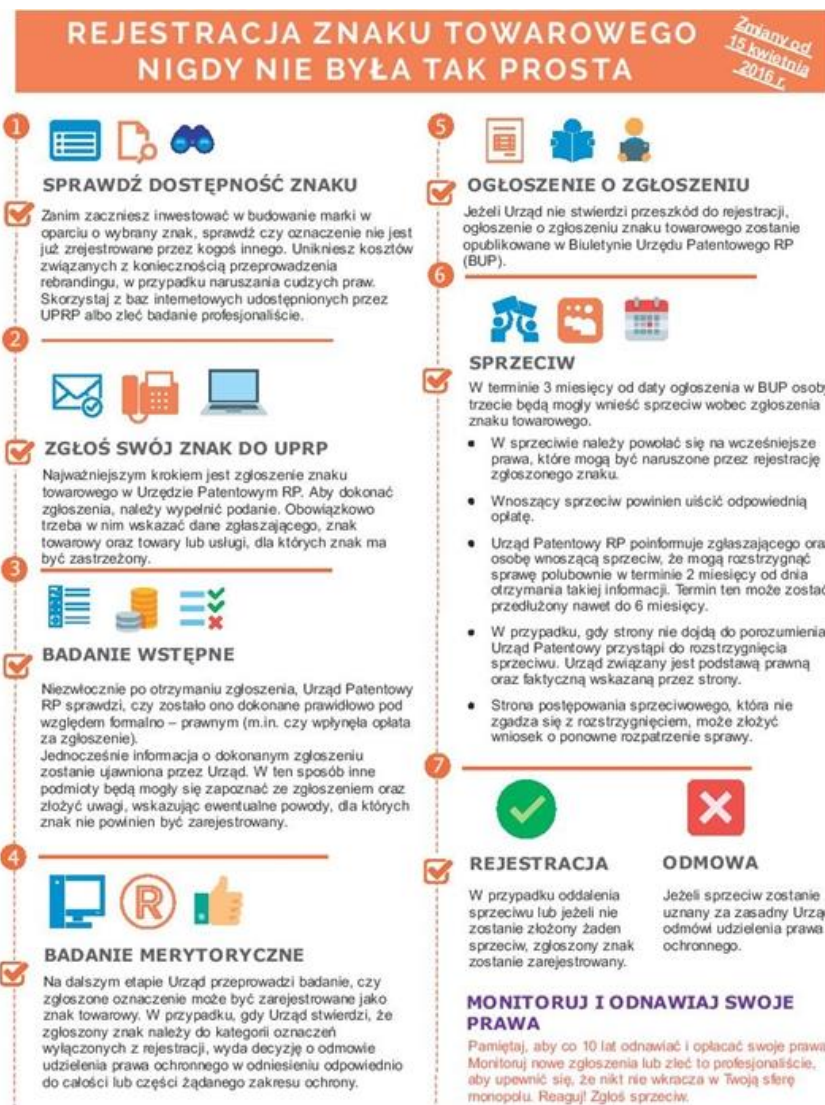 REJESTRACJA ZNAKU TOWAROWEGO
NIGDY NIE BYŁA TAK PROSTA
Zmiany od
15 kwietnia
2016 r.
1
SPRAWDŹ DOSTĘPNOŚĆ ZNAKU
Zanim zaczniesz inwestować w budowanie marki w
oparciu o wybrany znak, sprawdź czy oznaczenie nie jest
już zrejestrowane przez kogoś innego. Unikniesz kosztów
związanych z koniecznością przeprowadzenia
rebrandingu, w przypadku naruszania cudzych praw.
Skorzystaj z baz internetowych udostępnionych przez
UPRP albo zleć badanie profesjonaliście.
2
ZGŁOŚ SWÓJ ZNAK DO UPRP
Najważniejszym krokiem jest zgłoszenie znaku
towarowego w Urzędzie Patentowym RP. Aby dokonać
zgłoszenia, należy wypełnić podanie. Obowiązkowo
trzeba w nim wskazać dane zgłaszającego, znak
towarowy oraz towary lub usługi, dla których znak ma
być zastrzeżony.
3
BADANIE WSTĘPNE
Niezwłocznie po otrzymaniu zgłoszenia, Urząd Patentowy
RP sprawdzi, czy zostało ono dokonane prawidłowo pod
względem formalno – prawnym (m.in. czy wpłynęła opłata
za zgłoszenie).
Jednocześnie informacja o dokonanym zgłoszeniu
zostanie ujawniona przez Urząd. W ten sposób inne
podmioty będą mogły się zapoznać ze zgłoszeniem oraz
złożyć uwagi, wskazując ewentualne powody, dla których
znak nie powinien być zarejestrowany.
4
R
BADANIE MERYTORYCZNE
Na dalszym etapie Urząd przeprowadzi badanie, czy
zgłoszone oznaczenie może być zarejestrowane jako
znak towarowy. W przypadku, gdy Urząd stwierdzi, że
zgłoszony znak należy do kategorii oznaczeń
wyłączonych z rejestracji, wyda decyzję o odmowie
udzielenia prawa ochronnego w odniesieniu odpowiednio
do całości lub części żądanego zakresu ochrony.
5
OGŁOSZENIE O ZGŁOSZENIU
Jeżeli Urząd nie stwierdzi przeszkód do rejestracji,
ogłoszenie o zgłoszeniu znaku towarowego zostanie
opublikowane w Biuletynie Urzędu Patentowego RP
(BUP).
6
SPRZECIW
W terminie 3 miesięcy od daty ogłoszenia w BUP osoby
trzecie będą mogły wnieść sprzeciw wobec zgłoszenia
znaku towarowego.
• W sprzeciwie należy powołać się na wcześniejsze
prawa, które mogą być naruszone przez rejestrację
zgłoszonego znaku.
• Wnoszący sprzeciw powinien uiścić odpowiednią
opłatę.
• Urząd Patentowy RP poinformuje zgłaszającego oraz
osobę wnoszącą sprzeciw, że mogą rozstrzygnąć
sprawę polubownie w terminie 2 miesięcy od dnia
otrzymania takiej informacji. Termin ten może zostać
przedłużony nawet do 6 miesięcy.
• W przypadku, gdy strony nie dojdą do porozumienia
Urząd Patentowy przystąpi do rozstrzygnięcia
sprzeciwu. Urząd związany jest podstawą prawną
oraz faktyczną wskazaną przez strony.
• Strona postępowania sprzeciwowego, która nie
zgadza się z rozstrzygnięciem, może złożyć
wniosek o ponowne rozpatrzenie sprawy.
7
REJESTRACJA
W przypadku oddalenia
sprzeciwu lub jeżeli nie
zostanie złożony żaden
sprzeciw, zgłoszony znak
zostanie zarejestrowany.
ODMOWA
Jeżeli sprzeciw zostanie
uznany za zasadny Urząd
odmówi udzielenia prawa
ochronnego.
MONITORUJ I ODNAWIAJ SWOJE
PRAWA
Pamiętaj, aby co 10 lat odnawiać i opłacać swoje prawa.
Monitoruj nowe zgłoszenia lub zleć to profesjonaliście,
aby upewnić się, że nikt nie wkracza w Twoją sferę
monopolu. Reaguj! Zgłoś sprzeciw.